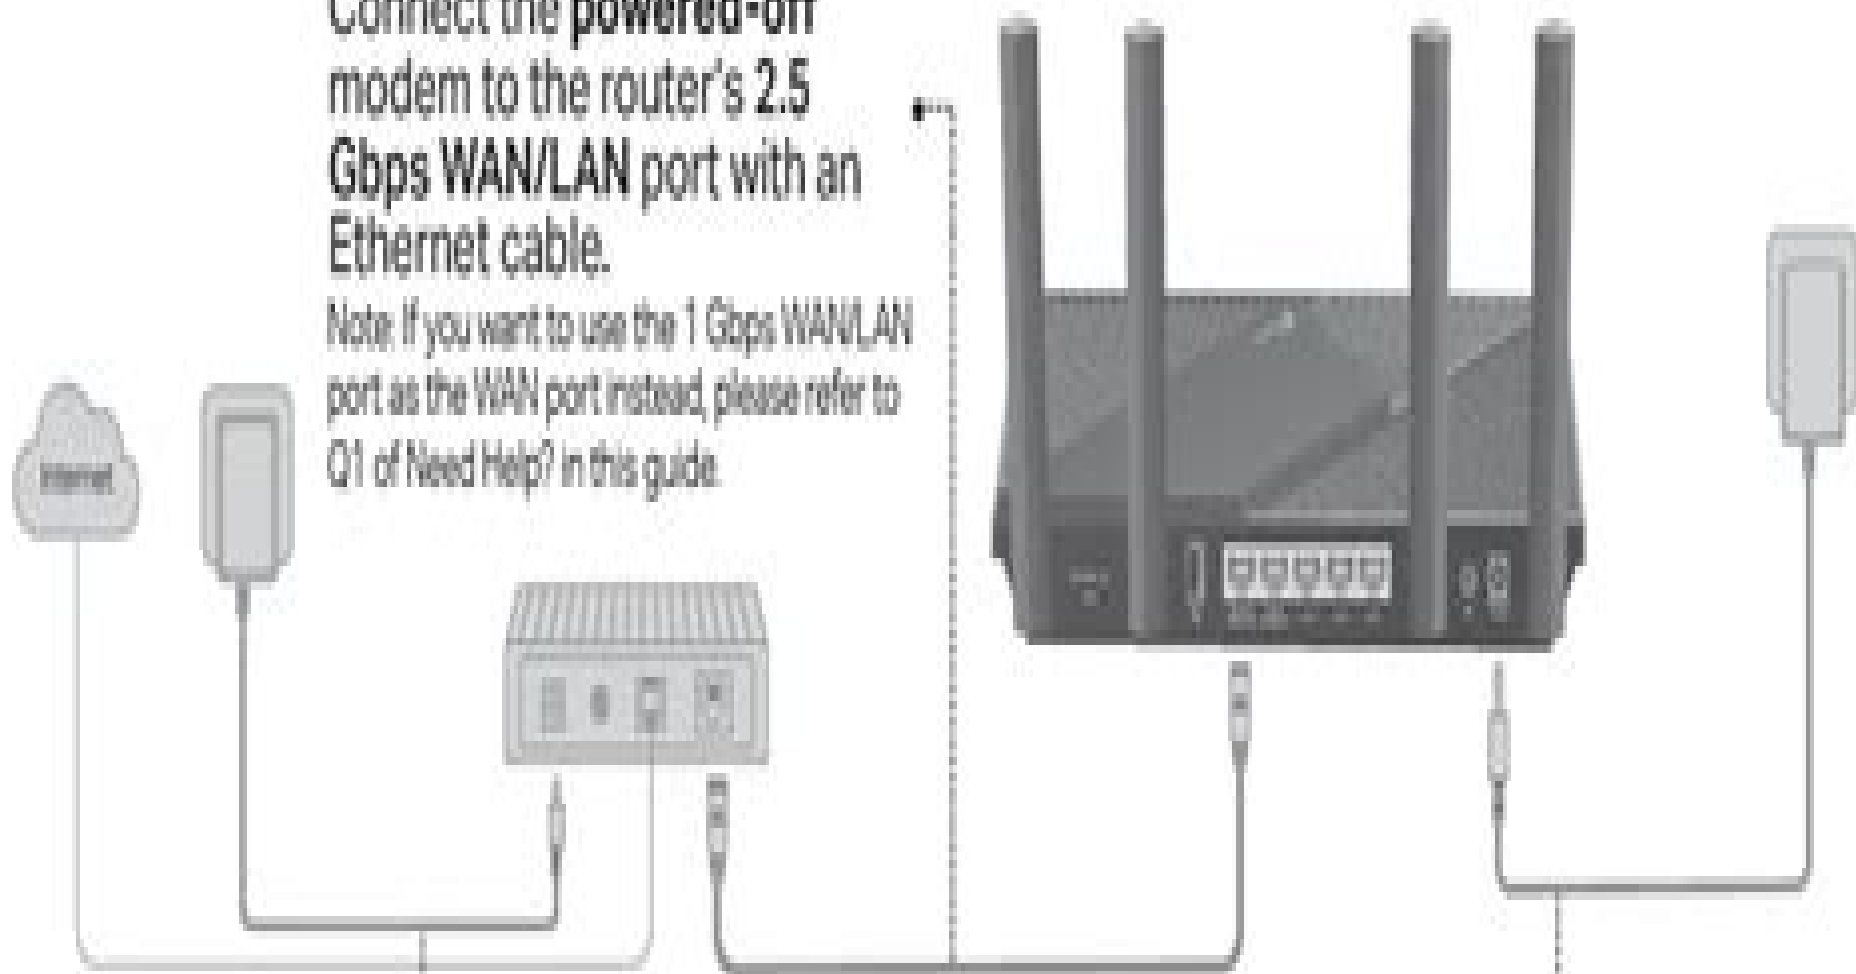 Connect the powered-off
modem to the router's 2.5
Gbps WAN/LAN port with an
Ethernet cable.
Note: If you want to use the 1 Gbps WAN/LAN
port as the WAN port instead, please refer to
Q1 of Need Help? in this guide.
Internet